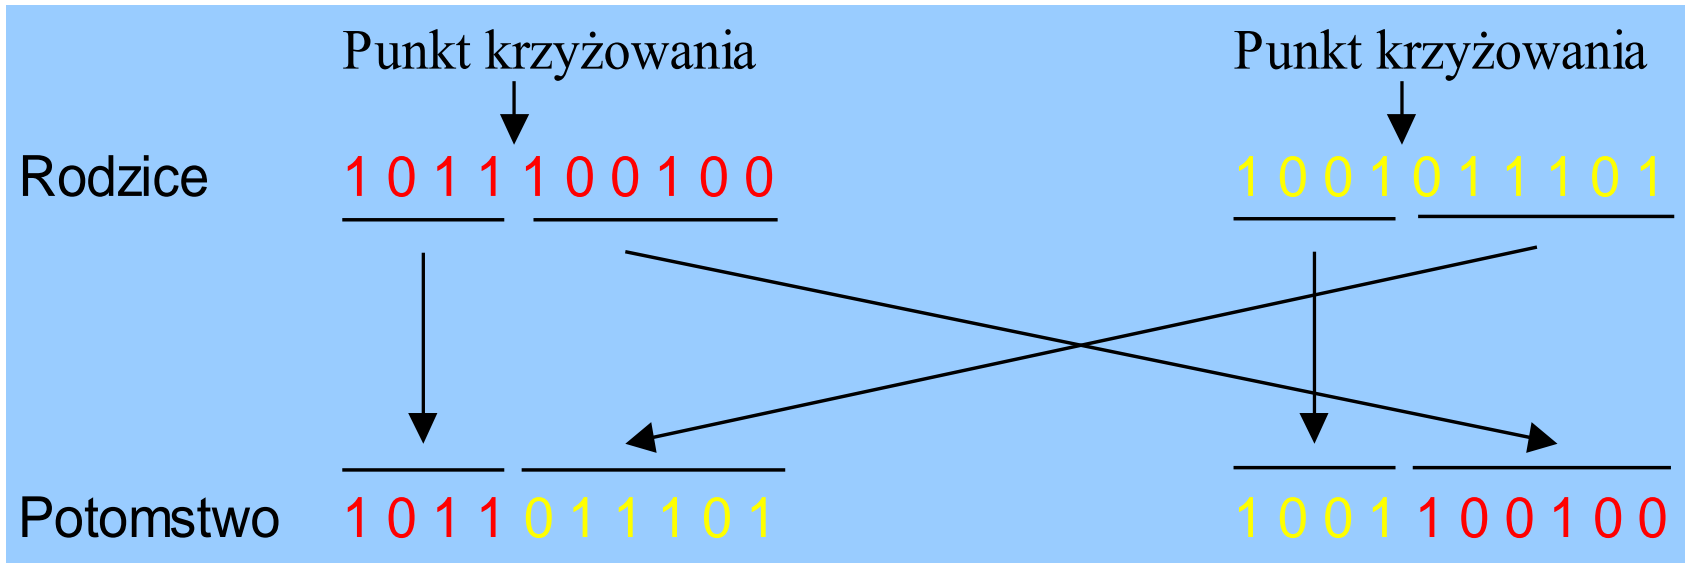 Punkt krzyżowania Punkt krzyżowania
Rodzice 1 0 1 1 1 0 0 1 0 0 1 0 0 1 0 1 1 1 0 1
Potomstwo 1 0 1 1 0 1 1 1 0 1 1 0 0 1 1 0 0 1 0 0